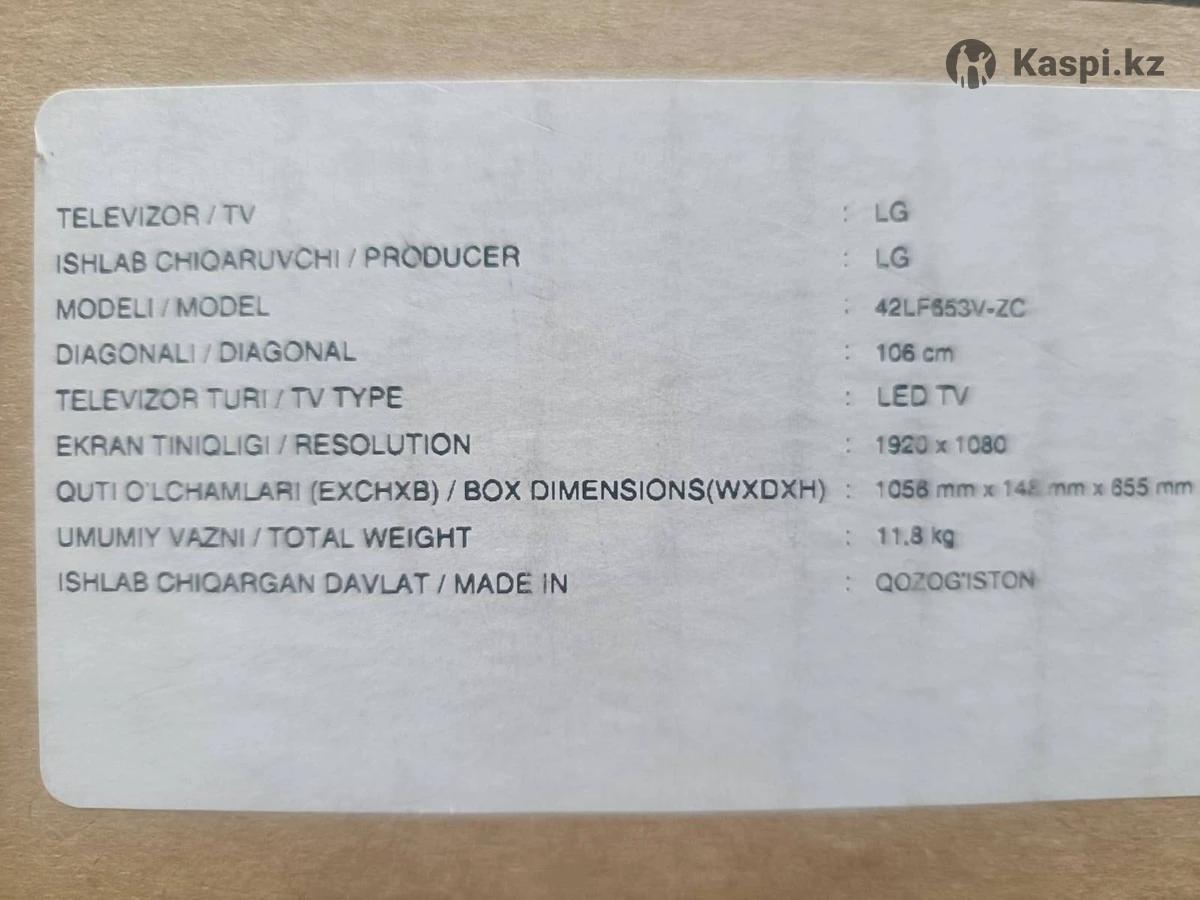 Kaspi.kz
TELEVIZOR / TV : LG
ISHLAB CHIQARUVCHI / PRODUCER : LG
MODELI / MODEL : 42LF653V-ZC
DIAGONALI / DIAGONAL : 106 cm
TELEVIZOR TURI / TV TYPE : LED TV
EKRAN TINIQLIGI / RESOLUTION : 1920 x 1080
QUTI O'LCHAMLARI (EXCHXB) / BOX DIMENSIONS(WXDXH) : 1056 mm x mm x 655 mm
UMUMIY VAZNI / TOTAL WEIGHT : 11.8 kg
ISHLAB CHIQARGAN DAVLAT / MADE IN : QOZOG'ISTON